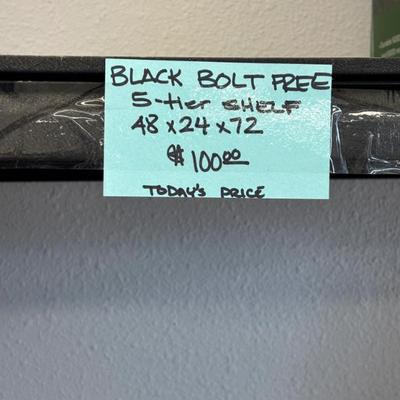 BLACK BOLT FREE
5-tier SHELF
48 x 24 x 72
$ 100.00
TODAY'S PRICE